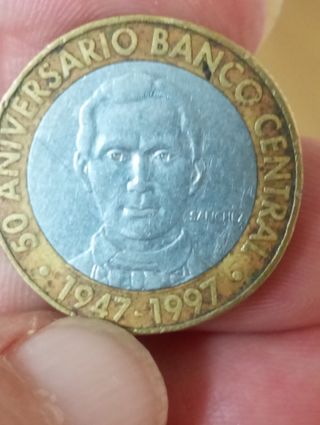 50 ANIVERSARIO BANCO CENTRAL
SANCHEZ
• 1947-1997 •